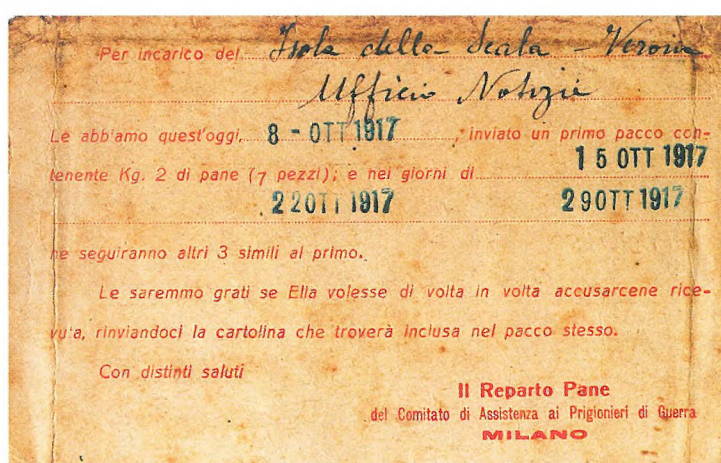 Per incarico del Isola della Scala - Verona
Ufficio Notizie
Le abbiamo quest'oggi, 8 - OTT 1917 , inviato un primo pacco con-
tenente Kg. 2 di pane (7 pezzi); e nei giorni di 15 OTT 1917
22 OTT 1917 29 OTT 1917
ne seguiranno altri 3 simili al primo.
Le saremmo grati se Ella volesse di volta in volta accusarcene rice-
vuta, rinviandoci la cartolina che troverà inclusa nel pacco stesso.
Con distinti saluti
Il Reparto Pane
del Comitato di Assistenza ai Prigionieri di Guerra
MILANO